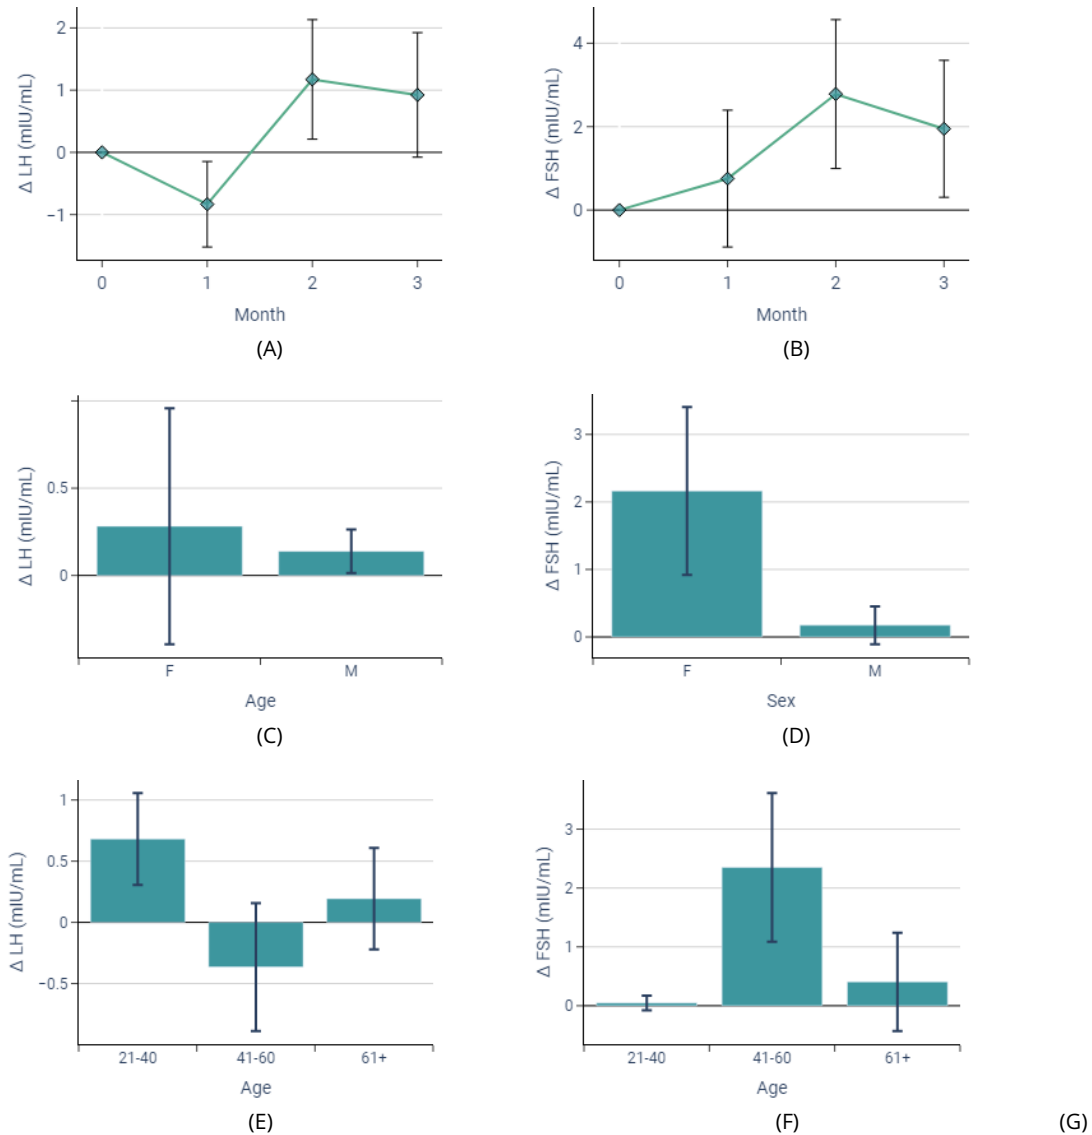 Δ LH (mIU/mL)
2
1
0
−1
0 1 2 3
Month
(A)
Δ FSH (mIU/mL)
4
2
0
0 1 2 3
Month
(B)
Δ LH (mIU/mL)
0.5
0
F M
Age
(C)
Δ FSH (mIU/mL)
3
2
1
0
F M
Sex
(D)
Δ LH (mIU/mL)
1
0.5
0
−0.5
21-40 41-60 61+
Age
(E)
Δ FSH (mIU/mL)
3
2
1
0
21-40 41-60 61+
Age
(F)
(G)